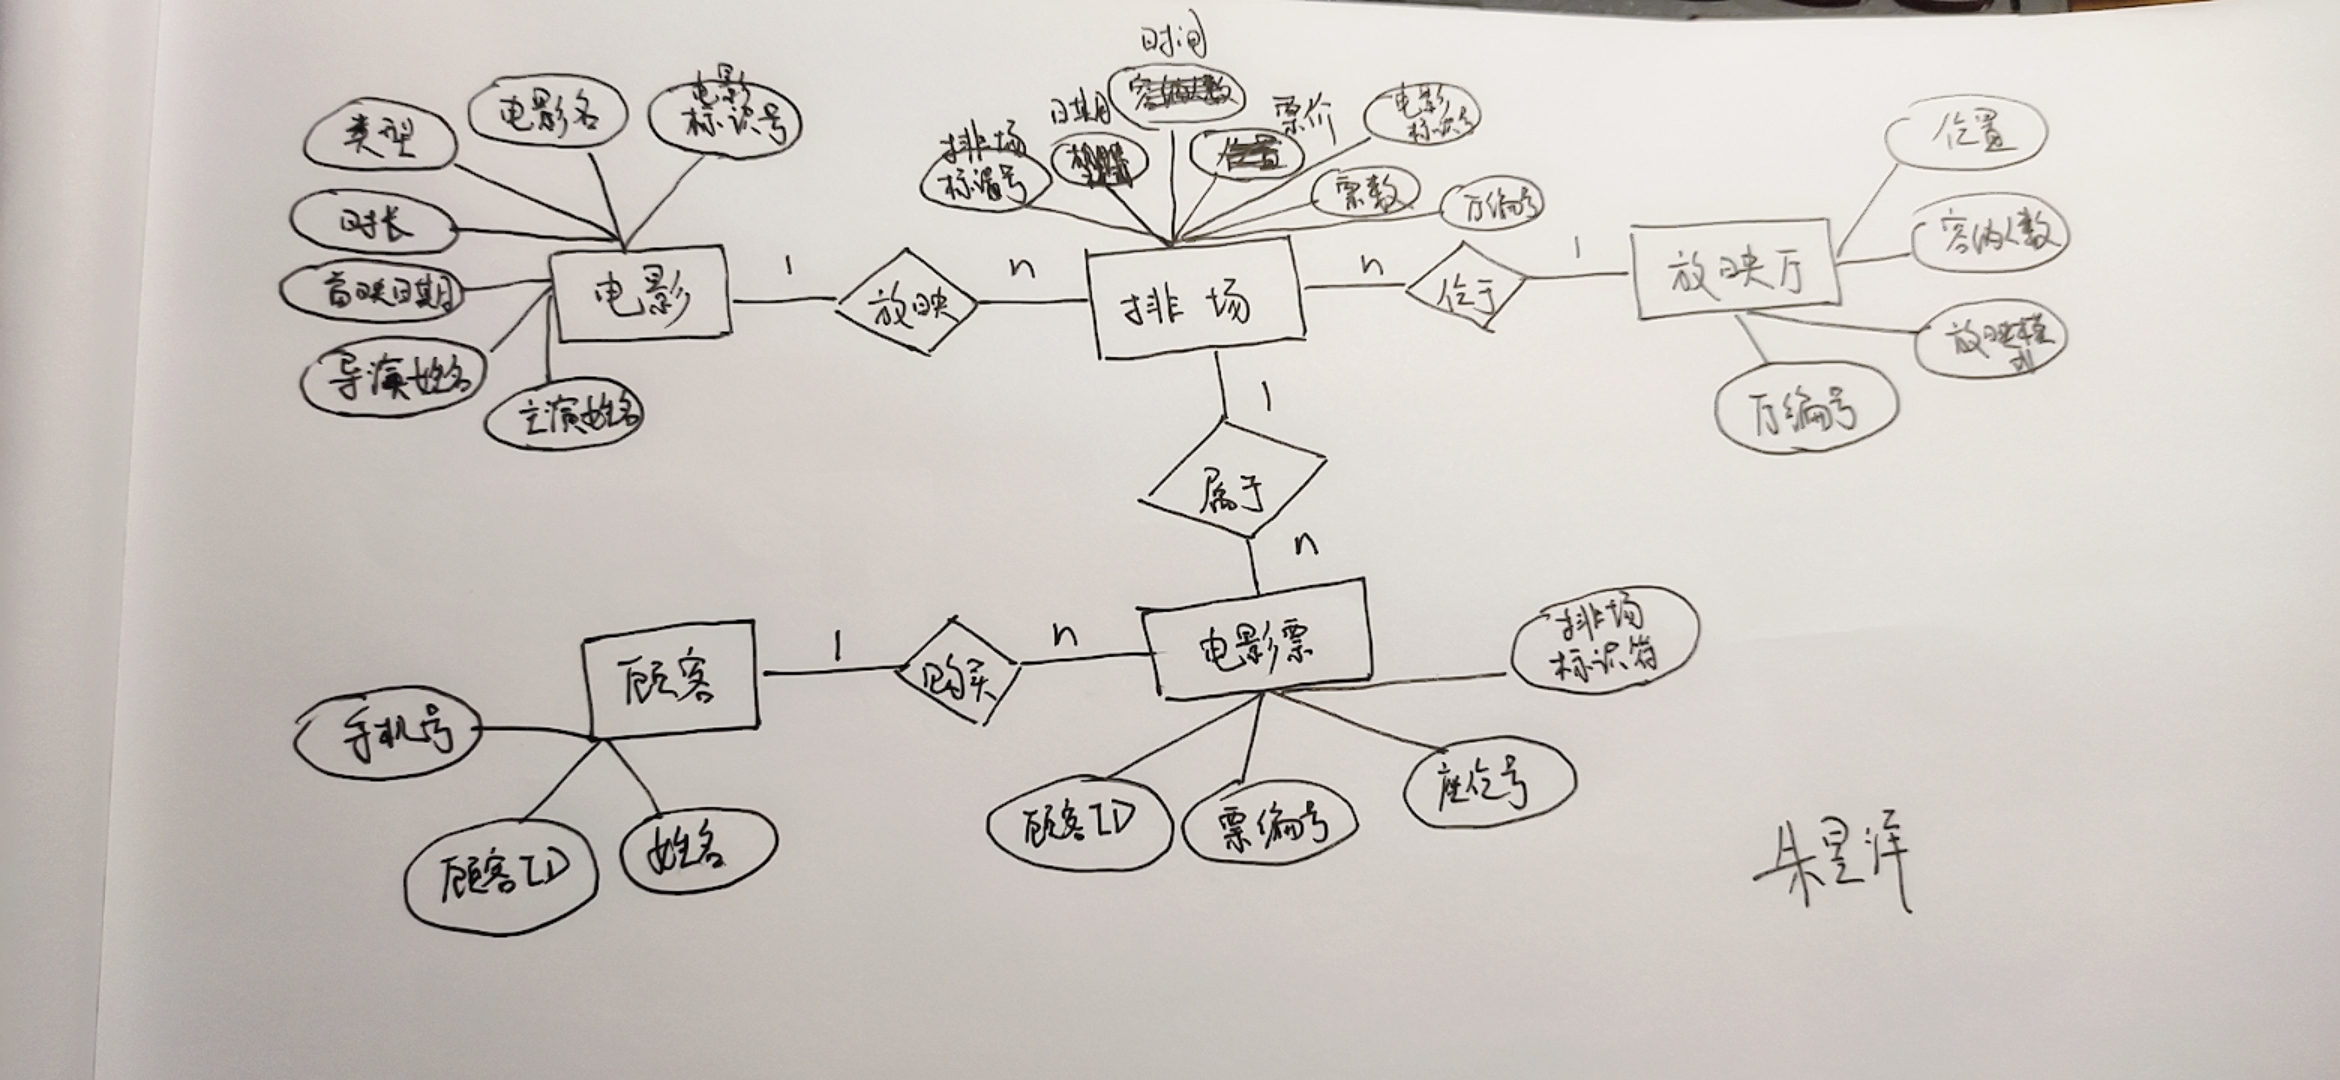 时间
电影
标识号
电影名
类型
日期
票价
电影
标识号
排场
标识号
票数
厅编号
位置
时长
容纳人数
首映日期
电影
1
放映
n
排场
n
位于
1
放映厅
放映模
式
导演姓名
主演姓名
厅编号
1
属于
n
排场
标识符
顾客
1
购买
n
电影票
手机号
座位号
顾客ID
姓名
顾客ID
票编号
朱昱洋